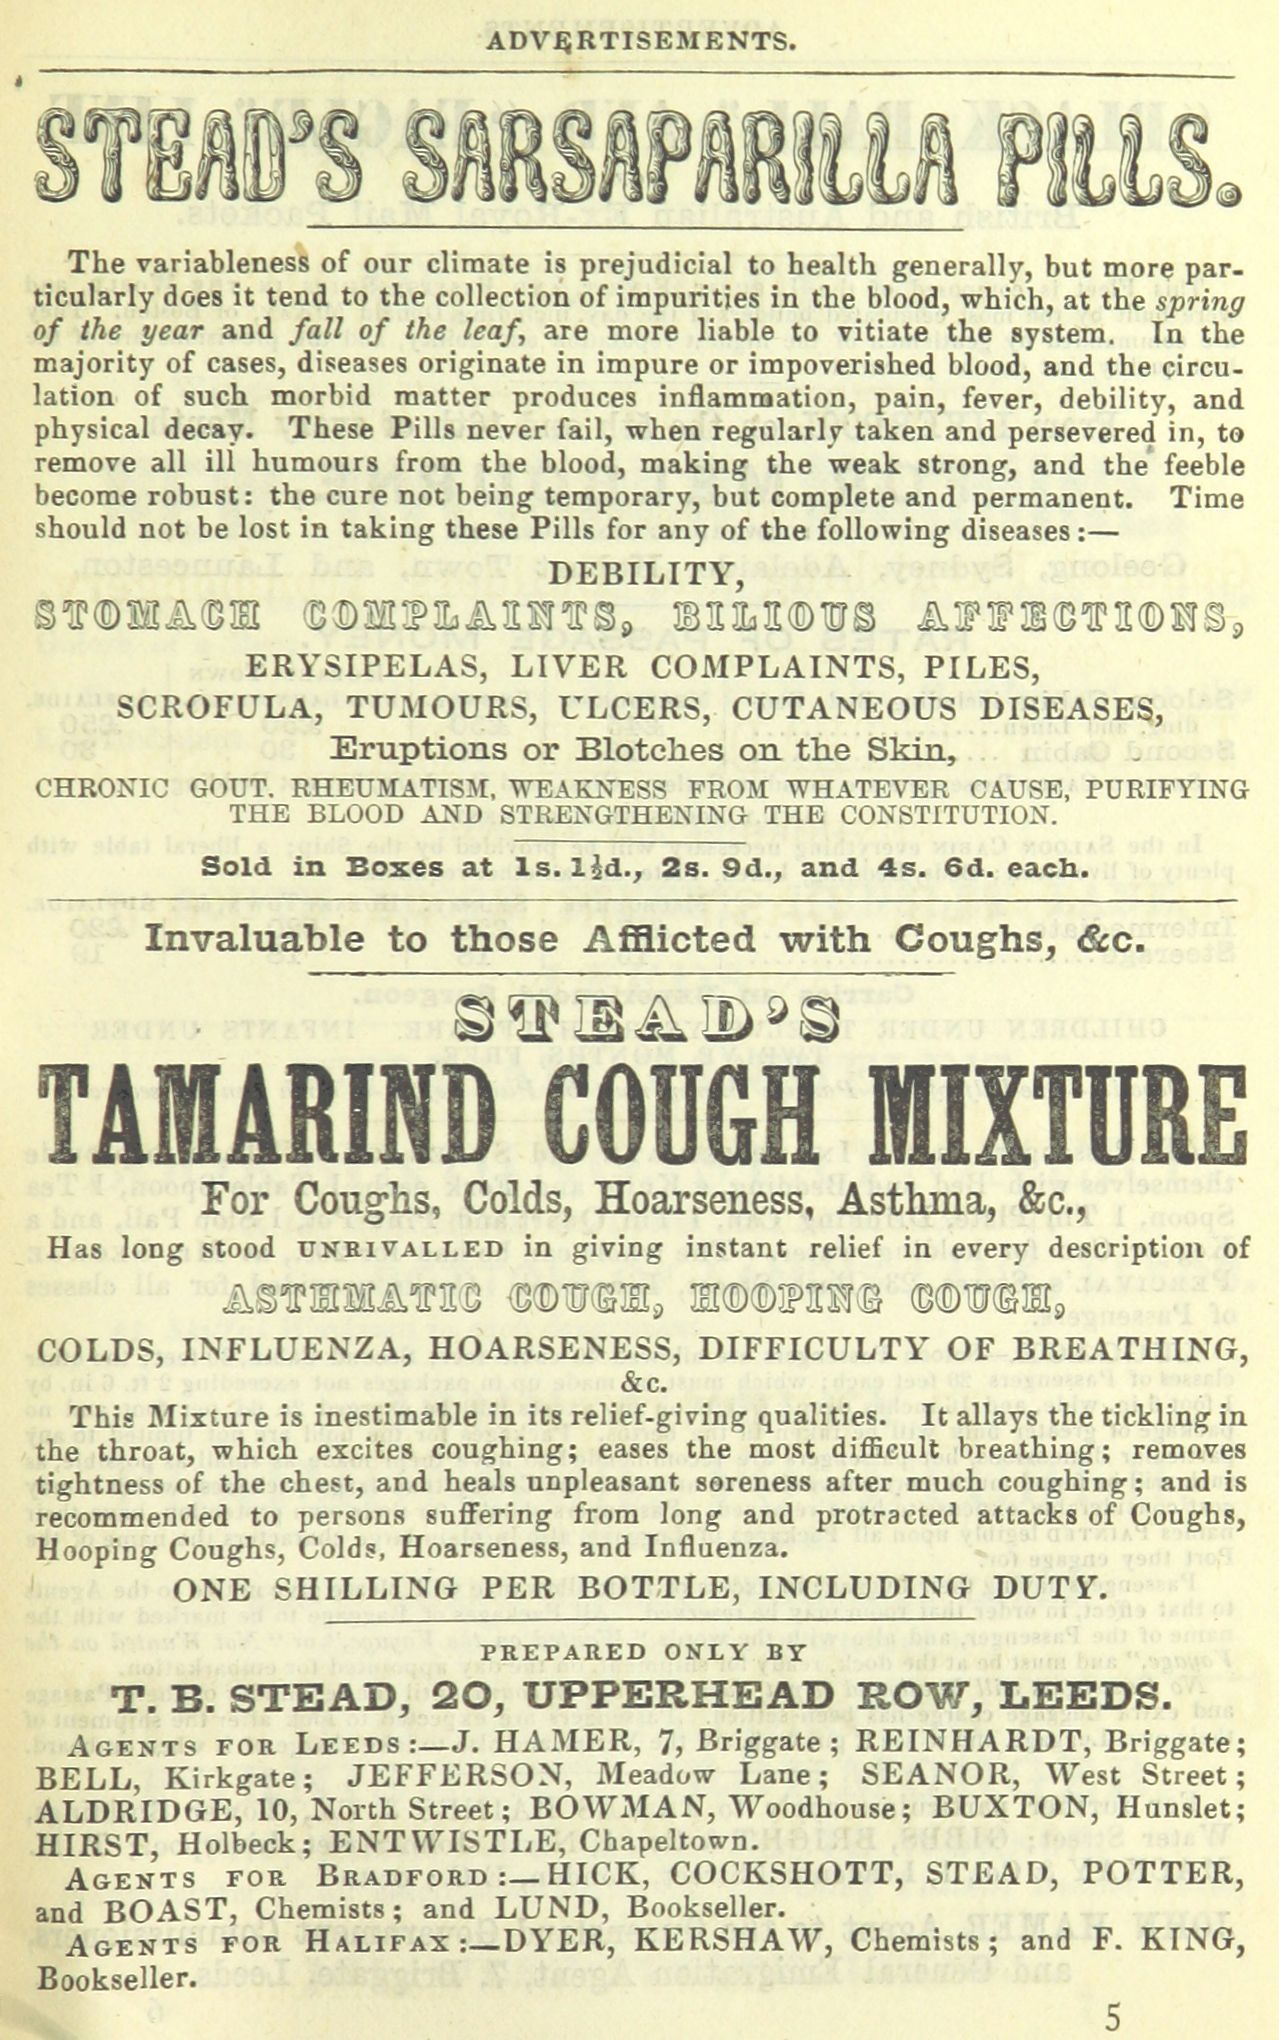 ADVERTISEMENTS.
STEAD'S SARSAPARILLA PILLS.
The variableness of our climate is prejudicial to health generally, but more par-
ticularly does it tend to the collection of impurities in the blood, which, at the spring
of the year and fall of the leaf, are more liable to vitiate the system. In the
majority of cases, diseases originate in impure or impoverished blood, and the circu-
lation of such morbid matter produces inflammation, pain, fever, debility, and
physical decay. These Pills never fail, when regularly taken and persevered in, to
remove all ill humours from the blood, making the weak strong, and the feeble
become robust: the cure not being temporary, but complete and permanent. Time
should not be lost in taking these Pills for any of the following diseases:—
DEBILITY,
STOMACH COMPLAINTS, BILIOUS AFFECTIONS,
ERYSIPELAS, LIVER COMPLAINTS, PILES,
SCROFULA, TUMOURS, ULCERS, CUTANEOUS DISEASES,
Eruptions or Blotches on the Skin,
CHRONIC GOUT. RHEUMATISM, WEAKNESS FROM WHATEVER CAUSE, PURIFYING
THE BLOOD AND STRENGTHENING THE CONSTITUTION.
Sold in Boxes at 1s. 1½d., 2s. 9d., and 4s. 6d. each.
Invaluable to those Afflicted with Coughs, &c.
STEAD'S
TAMARIND COUGH MIXTURE
For Coughs, Colds, Hoarseness, Asthma, &c.,
Has long stood UNRIVALLED in giving instant relief in every description of
ASTHMATIC COUGH, HOOPING COUGH,
COLDS, INFLUENZA, HOARSENESS, DIFFICULTY OF BREATHING,
&c.
This Mixture is inestimable in its relief-giving qualities. It allays the tickling in
the throat, which excites coughing; eases the most difficult breathing; removes
tightness of the chest, and heals unpleasant soreness after much coughing; and is
recommended to persons suffering from long and protracted attacks of Coughs,
Hooping Coughs, Colds, Hoarseness, and Influenza.
ONE SHILLING PER BOTTLE, INCLUDING DUTY.
PREPARED ONLY BY
T. B. STEAD, 20, UPPERHEAD ROW, LEEDS.
AGENTS FOR LEEDS:—J. HAMER, 7, Briggate; REINHARDT, Briggate;
BELL, Kirkgate; JEFFERSON, Meadow Lane; SEANOR, West Street;
ALDRIDGE, 10, North Street; BOWMAN, Woodhouse; BUXTON, Hunslet;
HIRST, Holbeck; ENTWISTLE, Chapeltown.
AGENTS FOR BRADFORD:—HICK, COCKSHOTT, STEAD, POTTER,
and BOAST, Chemists; and LUND, Bookseller.
AGENTS FOR HALIFAX:—DYER, KERSHAW, Chemists; and F. KING,
Bookseller.
5